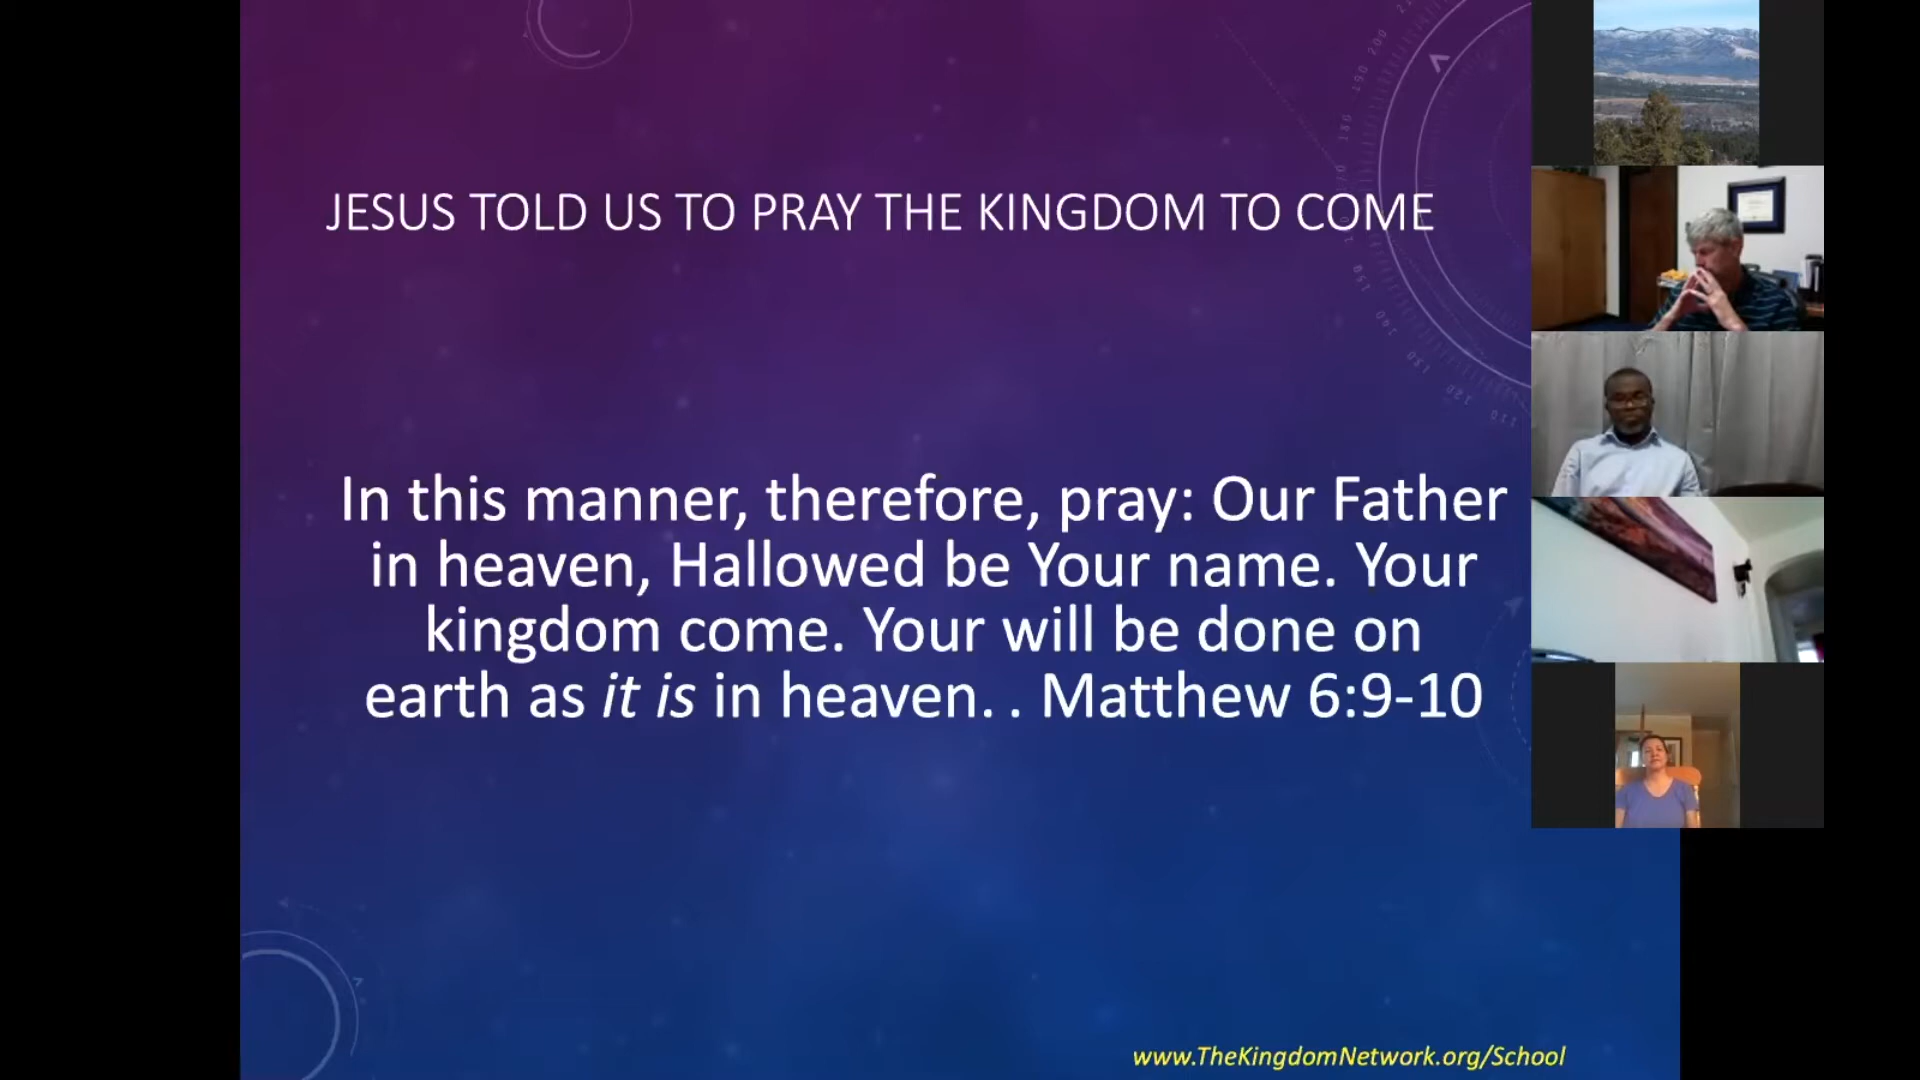 JESUS TOLD US TO PRAY THE KINGDOM TO COME
In this manner, therefore, pray: Our Father
in heaven, Hallowed be Your name. Your
kingdom come. Your will be done on
earth as it is in heaven. . Matthew 6:9-10
www.TheKingdomNetwork.org/School